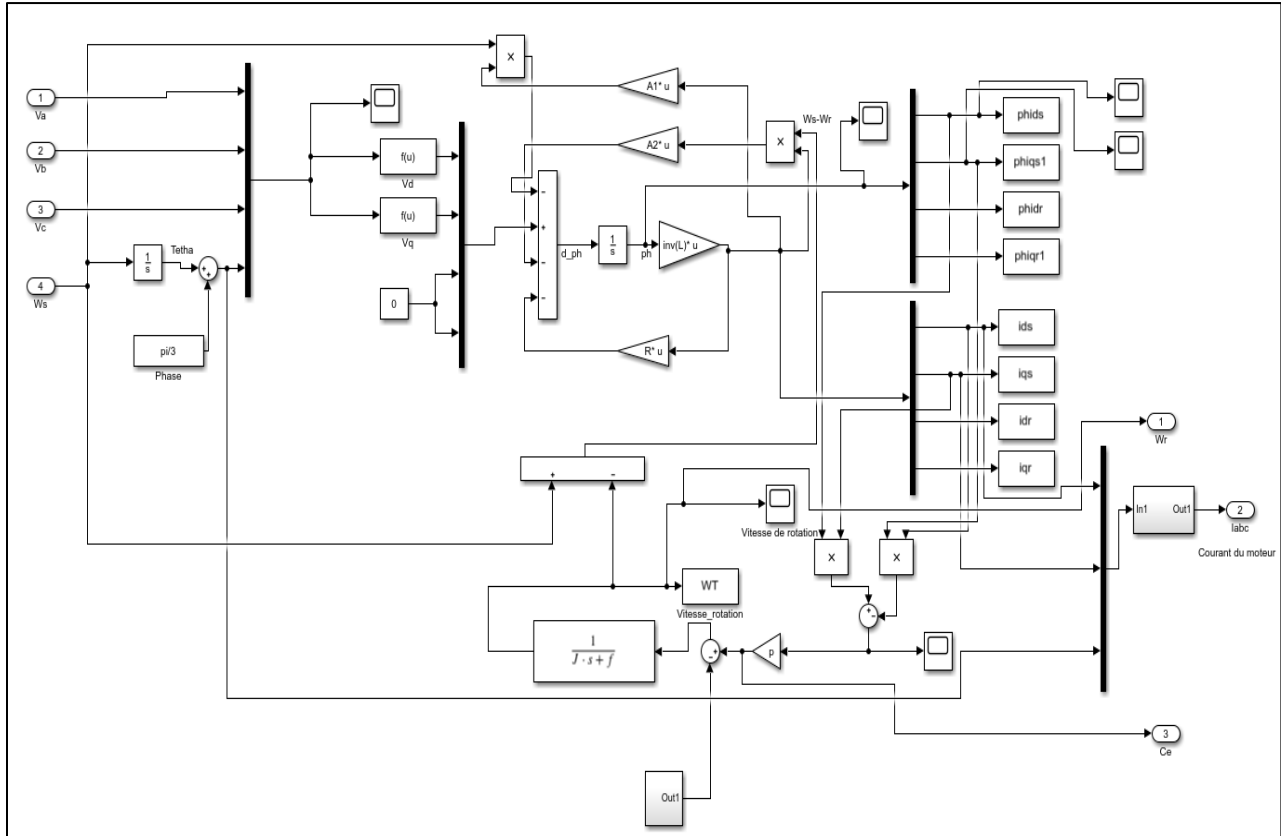 1
Va
2
Vb
3
Vc
4
Ws
1
s
Tetha
+
+
pi/3
Phase
f(u)
Vd
f(u)
Vq
0
x
A1* u
A2* u
x
Ws-Wr
-
+
-
-
d_ph
1
s
ph
inv(L)* u
R* u
phids
phiqs1
phidr
phiqr1
ids
iqs
idr
iqr
1
Wr
+ -
Vitesse de rotation
WT
Vitesse_rotation
x
x
+
-
In1 Out1
2
Iabc
Courant du moteur
1
J · s + f
- +
p
3
Ce
Out1